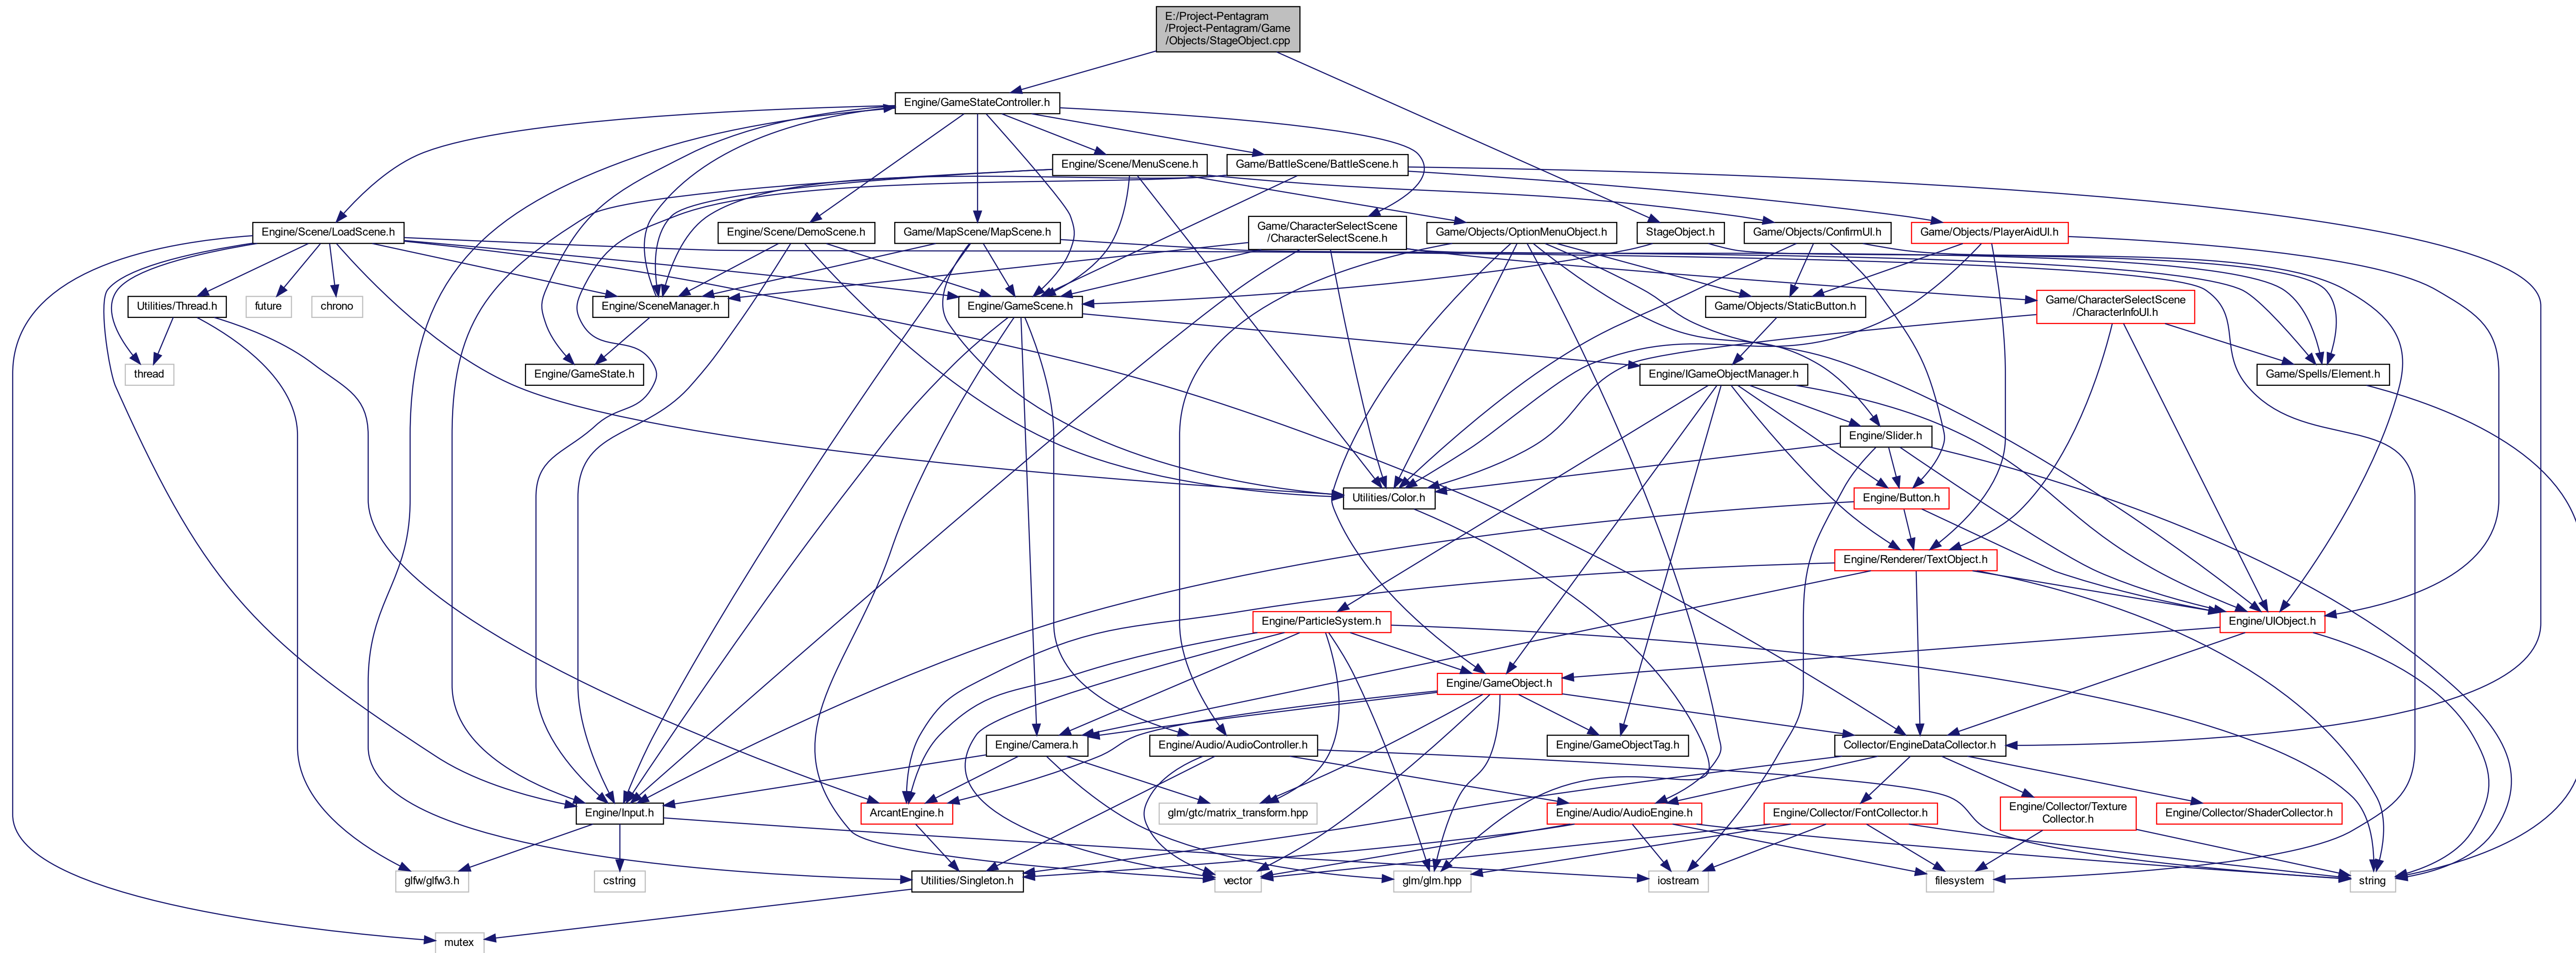 E:/Project-Pentagram
/Project-Pentagram/Game
/Objects/StageObject.cpp
Engine/GameStateController.h
Engine/Scene/MenuScene.h
Game/BattleScene/BattleScene.h
Engine/Scene/LoadScene.h
Engine/Scene/DemoScene.h
Game/MapScene/MapScene.h
Game/CharacterSelectScene
/CharacterSelectScene.h
Game/Objects/OptionMenuObject.h
StageObject.h
Game/Objects/ConfirmUI.h
Game/Objects/PlayerAidUI.h
Utilities/Thread.h
future
chrono
Engine/SceneManager.h
Engine/GameScene.h
Game/Objects/StaticButton.h
Game/CharacterSelectScene
/CharacterInfoUI.h
thread
Engine/GameState.h
Engine/IGameObjectManager.h
Game/Spells/Element.h
Engine/Slider.h
Utilities/Color.h
Engine/Button.h
Engine/Renderer/TextObject.h
Engine/ParticleSystem.h
Engine/UIObject.h
Engine/GameObject.h
Engine/Camera.h
Engine/Audio/AudioController.h
Engine/GameObjectTag.h
Collector/EngineDataCollector.h
Engine/Input.h
ArcantEngine.h
glm/gtc/matrix_transform.hpp
Engine/Audio/AudioEngine.h
Engine/Collector/FontCollector.h
Engine/Collector/Texture
Collector.h
Engine/Collector/ShaderCollector.h
glfw/glfw3.h
cstring
Utilities/Singleton.h
vector
glm/glm.hpp
iostream
filesystem
string
mutex